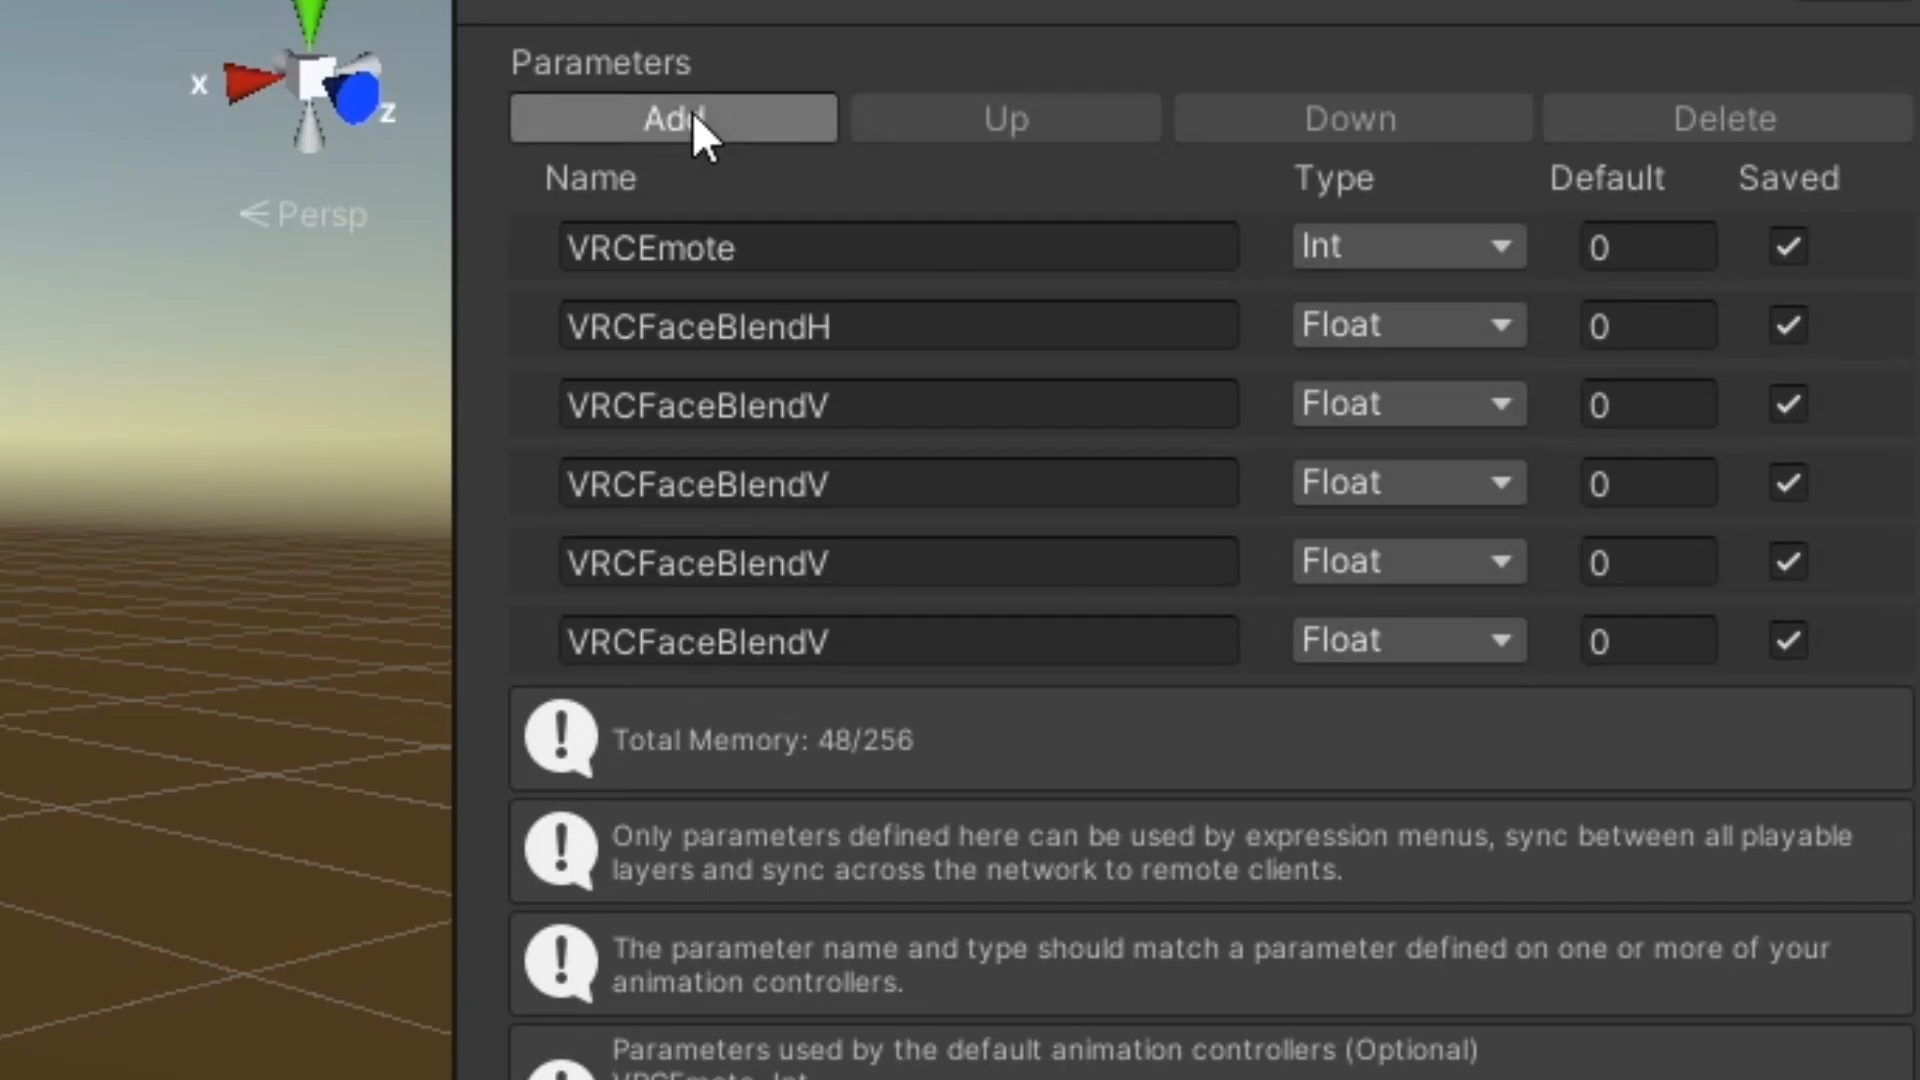 x
z
Persp
Parameters
Add Up Down Delete
Name Type Default Saved
VRCEmote Int 0
VRCFaceBlendH Float 0
VRCFaceBlendV Float 0
VRCFaceBlendV Float 0
VRCFaceBlendV Float 0
VRCFaceBlendV Float 0
Total Memory: 48/256
Only parameters defined here can be used by expression menus, sync between all playable
layers and sync across the network to remote clients.
The parameter name and type should match a parameter defined on one or more of your
animation controllers.
Parameters used by the default animation controllers (Optional)
VRCEmote, Int